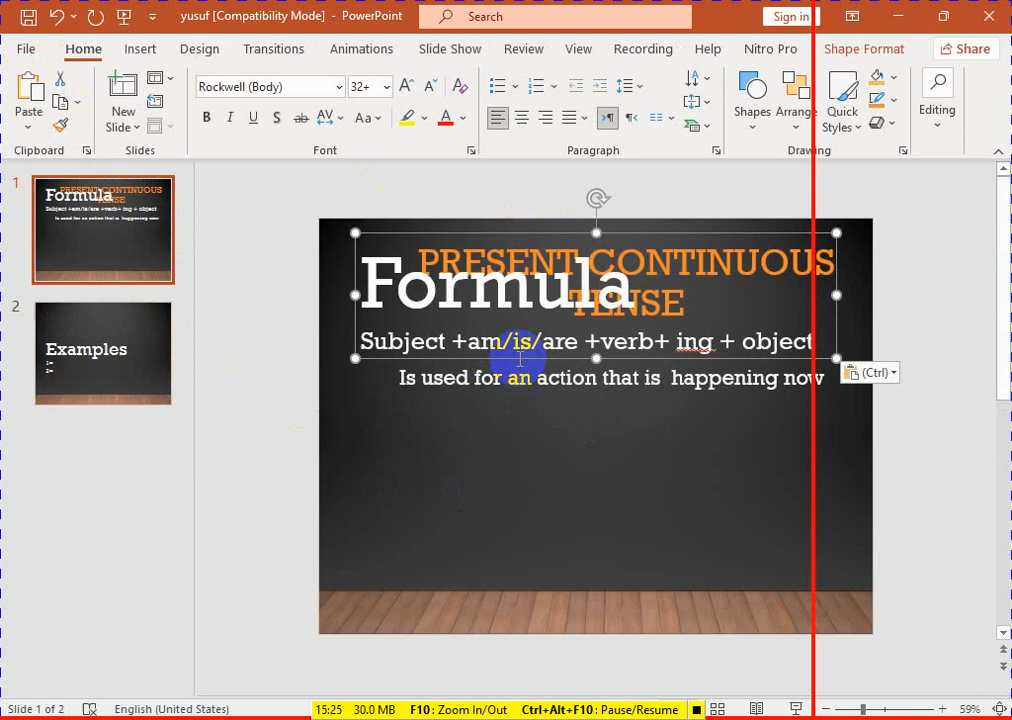 yusuf [Compatibility Mode] - PowerPoint
Search
Sign in
File Home Insert Design Transitions Animations Slide Show Review View Recording Help Nitro Pro Shape Format Share
Rockwell (Body) 32+
Paste
New Slide
Shapes Arrange Quick Styles Editing
Clipboard Slides Font Paragraph Drawing
1
PRESENT CONTINUOUS TENSE
Formula
Subject +am/is/are +verb+ ing + object
Is used for an action that is happening now
2
Examples
PRESENT CONTINUOUS
TENSE
Formula
Subject +am/is/are +verb+ ing + object
(Ctrl)
Is used for an action that is happening now
Slide 1 of 2 English (United States) 15:25 30.0 MB F10: Zoom In/Out Ctrl+Alt+F10: Pause/Resume 59%